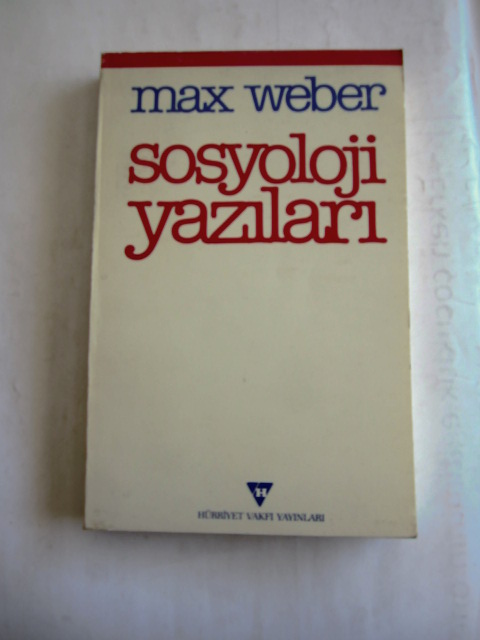 max weber
sosyoloji
yazıları
H
HÜRRİYET VAKFI YAYINLARI